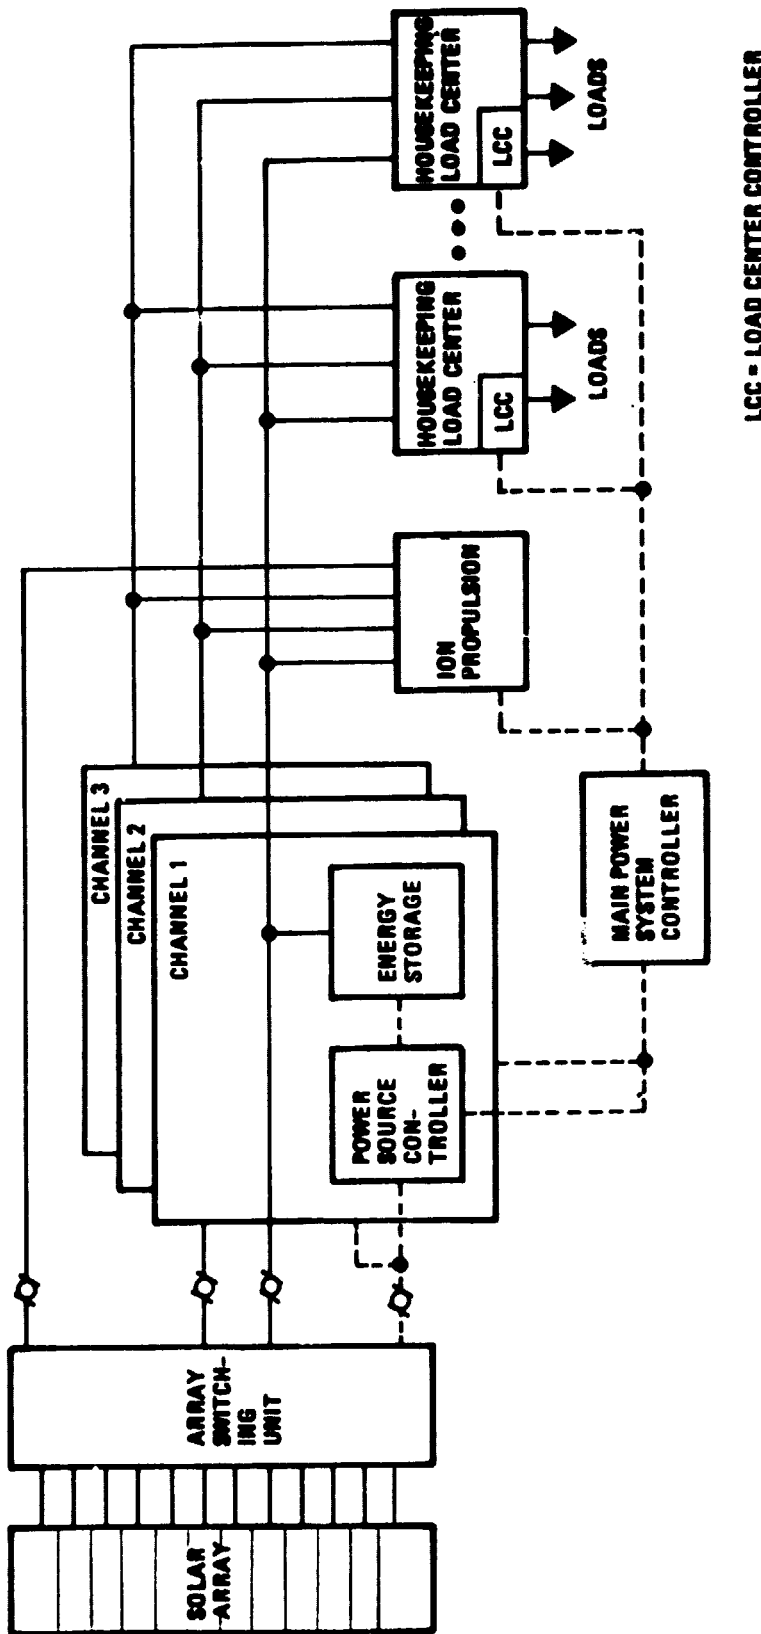 SOLAR
ARRAY
ARRAY
SWITCH-
ING
UNIT
CHANNEL 3
CHANNEL 2
CHANNEL 1
POWER
SOURCE
CON-
TROLLER
ENERGY
STORAGE
MAIN POWER
SYSTEM
CONTROLLER
ION
PROPULSION
HOUSEKEEPING
LOAD CENTER
LCC
LOADS
HOUSEKEEPING
LOAD CENTER
LCC
LOADS
LCC = LOAD CENTER CONTROLLER